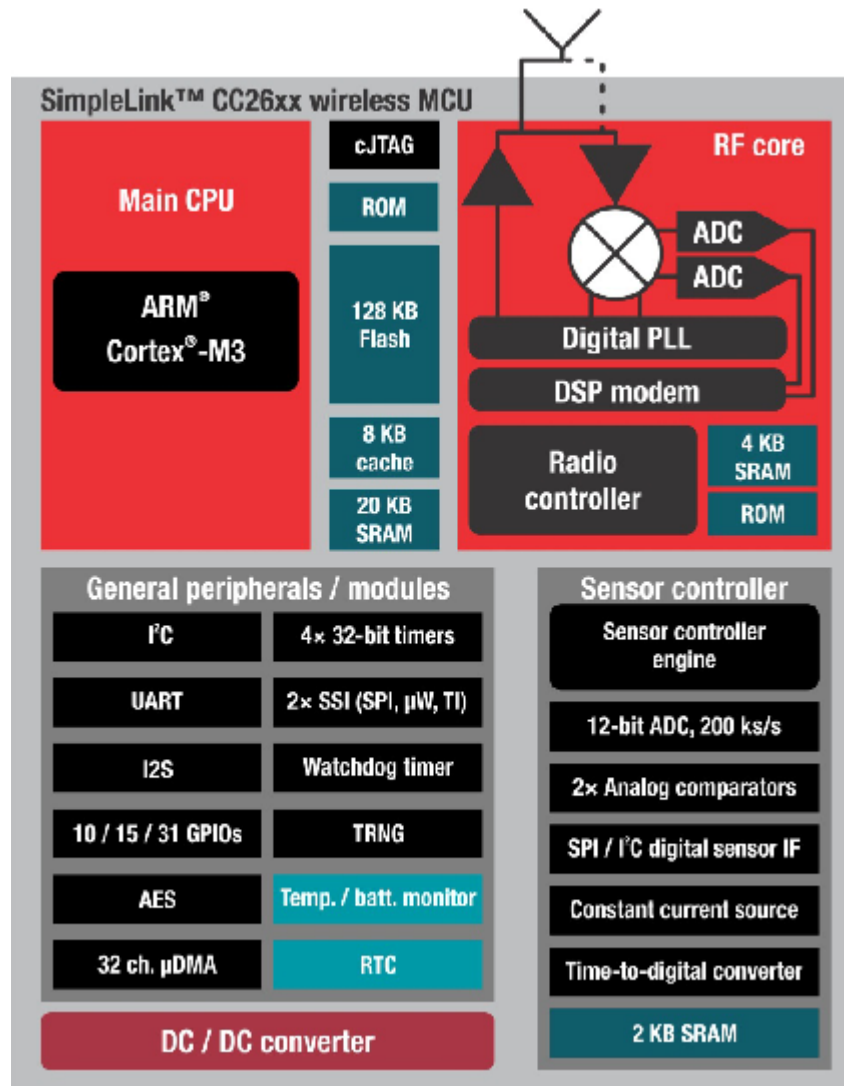 SimpleLink™ CC26xx wireless MCU
Main CPU
ARM®
Cortex®-M3
cJTAG
ROM
128 KB
Flash
8 KB
cache
20 KB
SRAM
RF core
ADC
ADC
Digital PLL
DSP modem
Radio
controller
4 KB
SRAM
ROM
General peripherals / modules
I²C
4× 32-bit timers
UART
2× SSI (SPI, µW, TI)
I2S
Watchdog timer
10 / 15 / 31 GPIOs
TRNG
AES
Temp. / batt. monitor
32 ch. µDMA
RTC
DC / DC converter
Sensor controller
Sensor controller
engine
12-bit ADC, 200 ks/s
2× Analog comparators
SPI / I²C digital sensor IF
Constant current source
Time-to-digital converter
2 KB SRAM